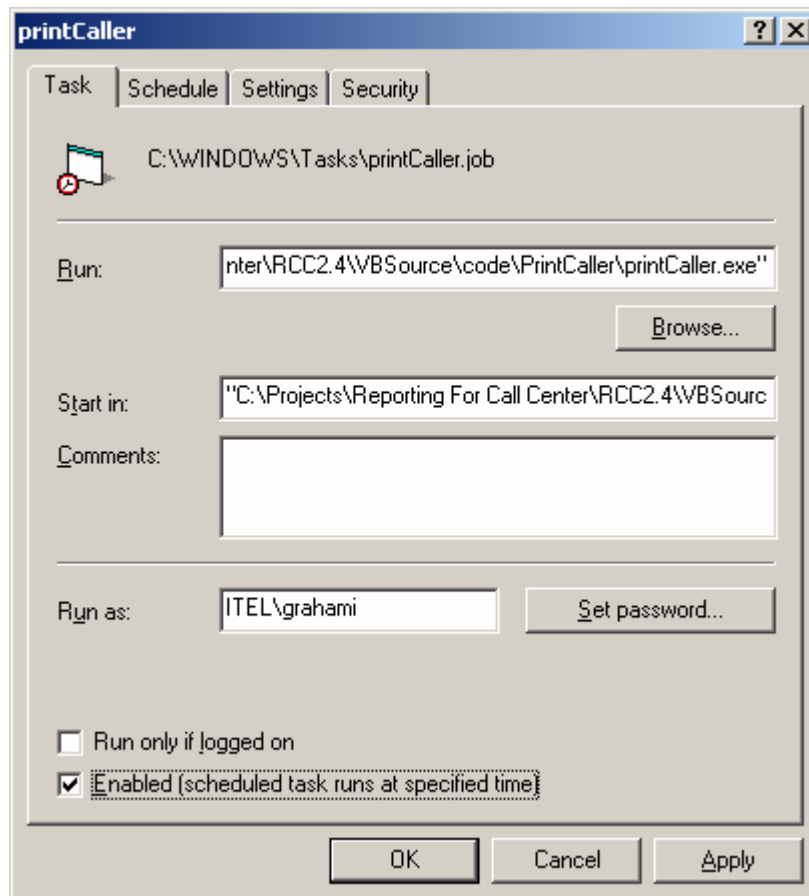 printCaller
Task Schedule Settings Security
C:\WINDOWS\Tasks\printCaller.job
Run: nter\RCC2.4\VBSource\code\PrintCaller\printCaller.exe"
Browse...
Start in: "C:\Projects\Reporting For Call Center\RCC2.4\VBSourc
Comments:
Run as: ITEL\grahami Set password...
Run only if logged on
Enabled (scheduled task runs at specified time)
OK Cancel Apply